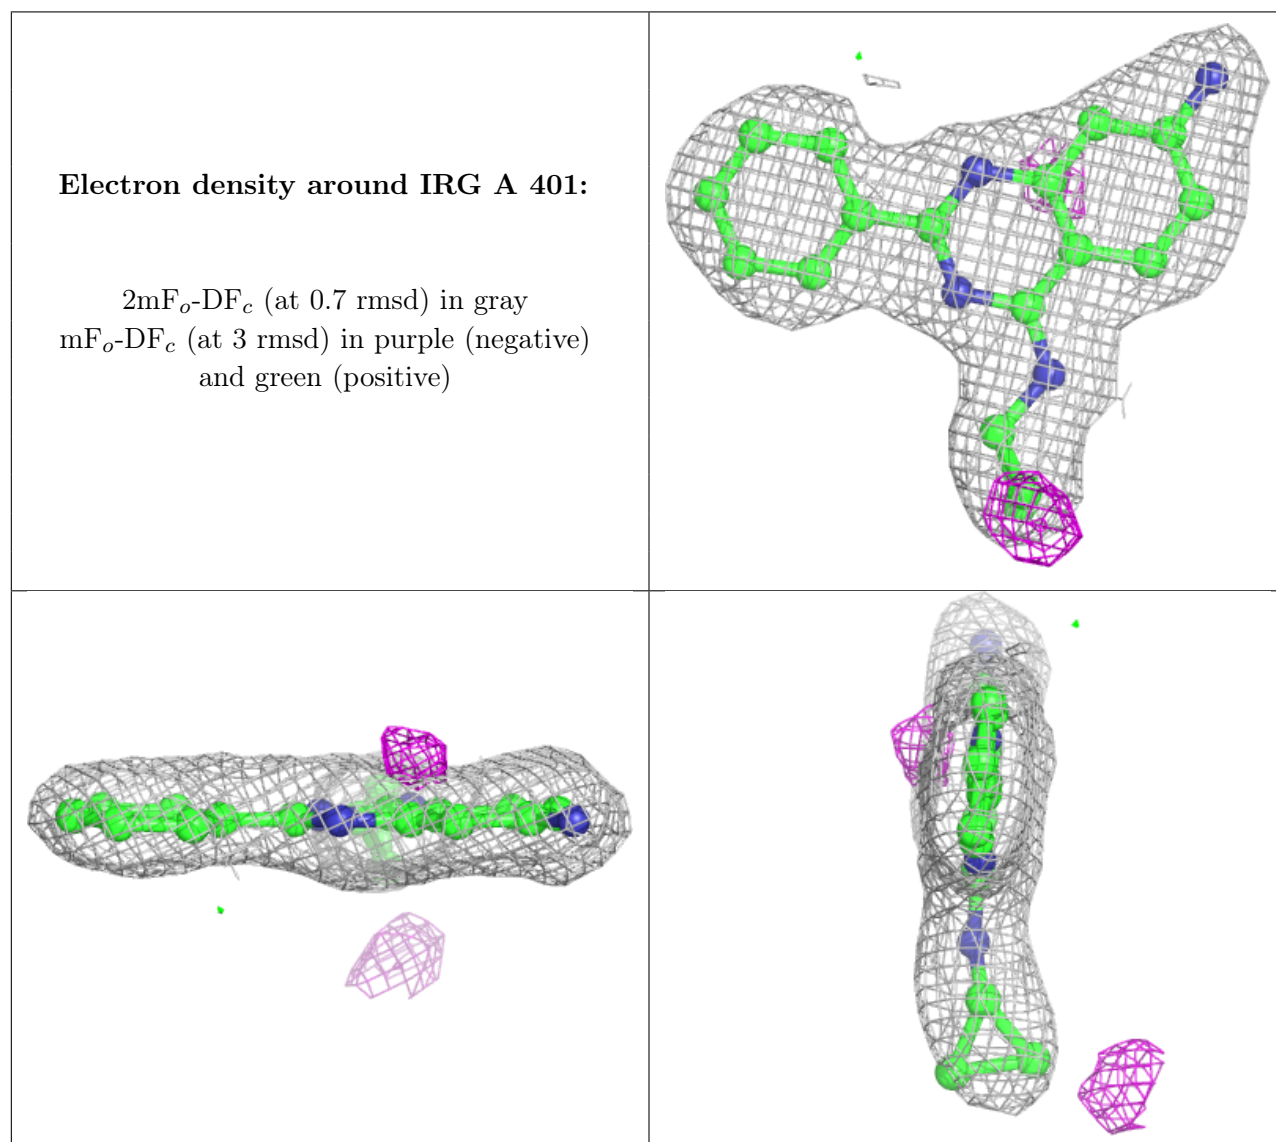 Electron density around IRG A 401:
2mFo-DFc (at 0.7 rmsd) in gray
mFo-DFc (at 3 rmsd) in purple (negative)
and green (positive)